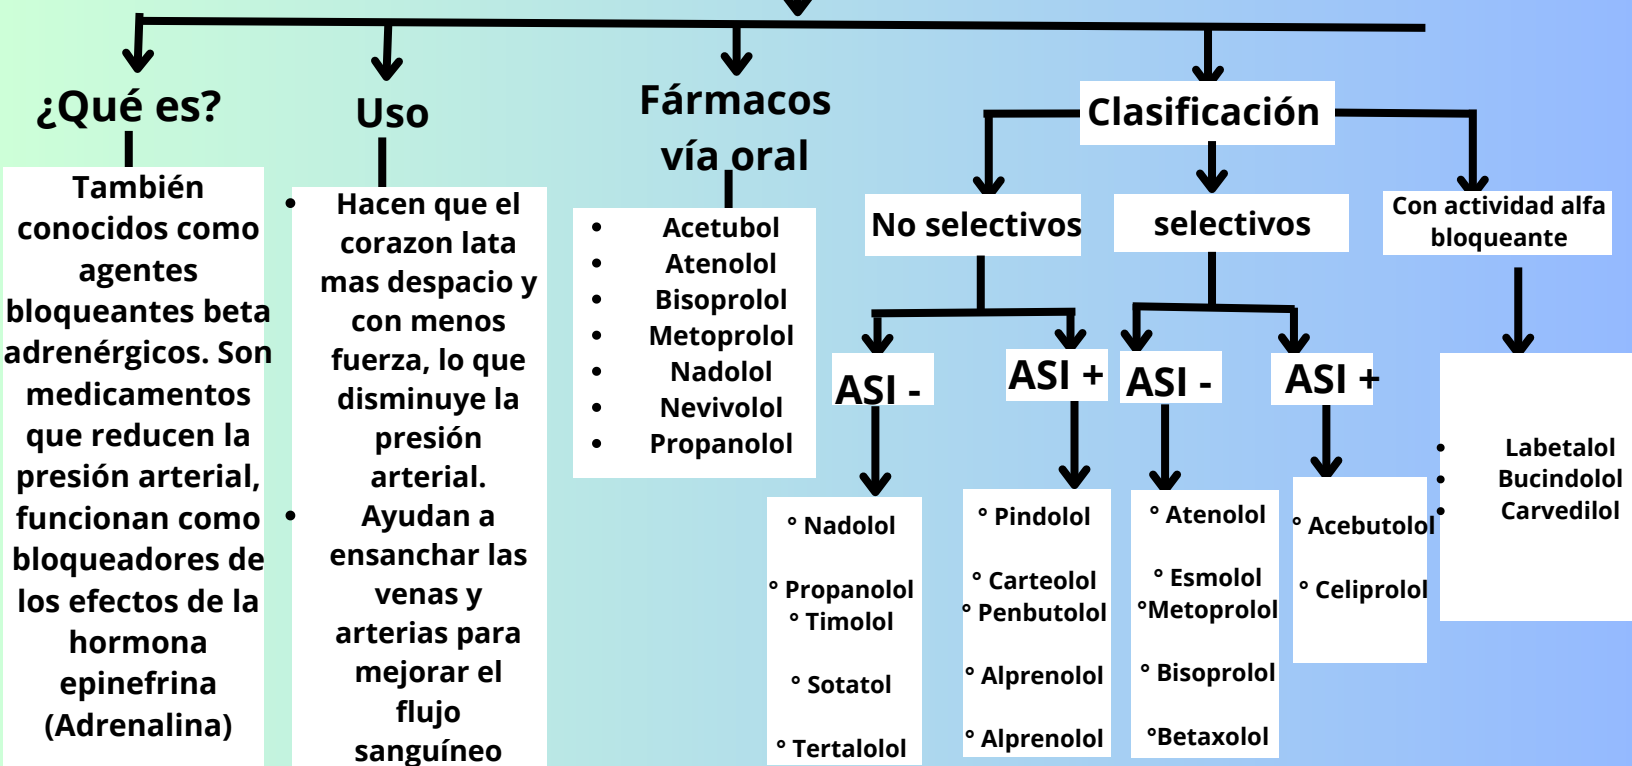 ¿Qué es?
También
conocidos como
agentes
bloqueantes beta
adrenérgicos. Son
medicamentos
que reducen la
presión arterial,
funcionan como
bloqueadores de
los efectos de la
hormona
epinefrina
(Adrenalina)
Uso
• Hacen que el
corazon lata
mas despacio y
con menos
fuerza, lo que
disminuye la
presión
arterial.
• Ayudan a
ensanchar las
venas y
arterias para
mejorar el
flujo
sanguíneo
Fármacos
vía oral
• Acetubol
• Atenolol
• Bisoprolol
• Metoprolol
• Nadolol
• Nevivolol
• Propanolol
Clasificación
No selectivos
ASI -
° Nadolol
° Propanolol
° Timolol
° Sotatol
° Tertalolol
ASI +
° Pindolol
° Carteolol
° Penbutolol
° Alprenolol
° Alprenolol
selectivos
ASI -
° Atenolol
° Esmolol
°Metoprolol
° Bisoprolol
°Betaxolol
ASI +
° Acebutolol
° Celiprolol
Con actividad alfa
bloqueante
• Labetalol
• Bucindolol
• Carvedilol